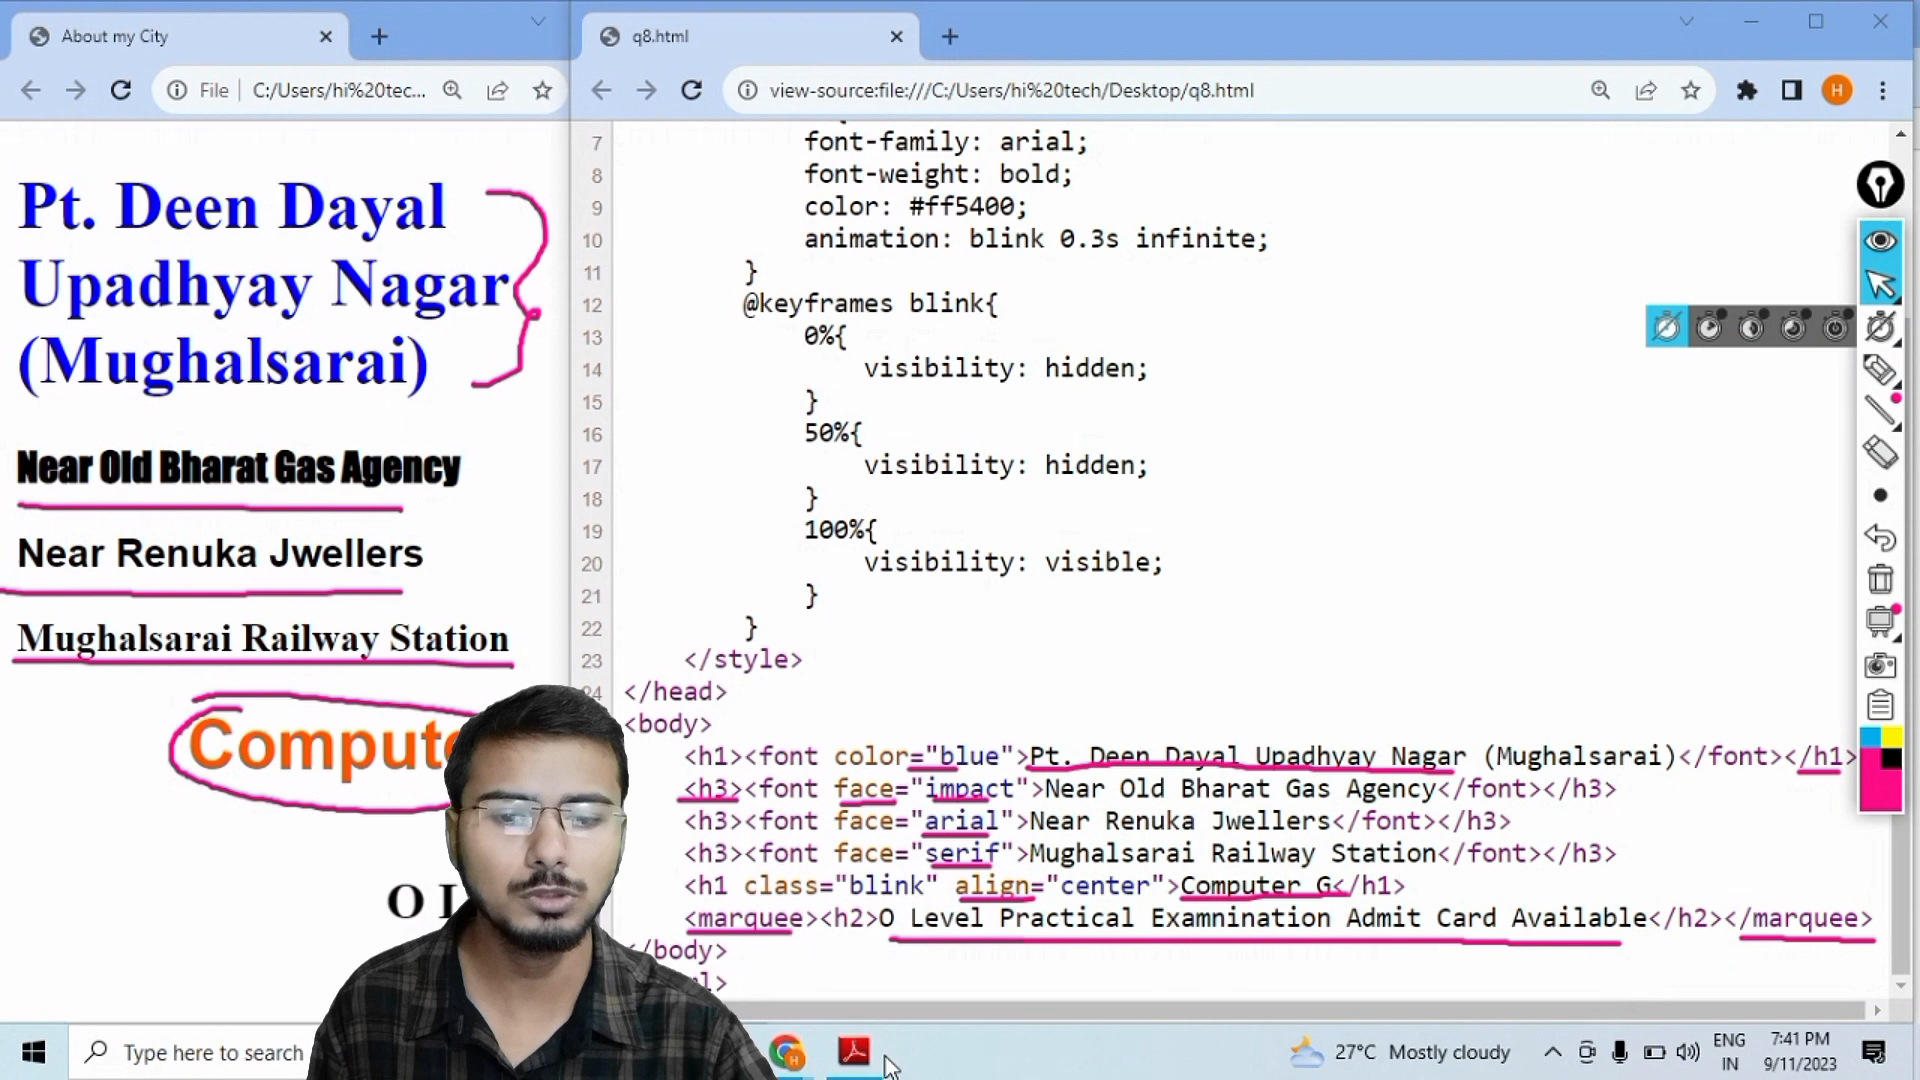 About my City
q8.html
File
C:/Users/hi%20tec...
view-source:file:///C:/Users/hi%20tech/Desktop/q8.html
H
Pt. Deen Dayal
Upadhyay Nagar
(Mughalsarai)
Near Old Bharat Gas Agency
Near Renuka Jwellers
Mughalsarai Railway Station
Compute
O L
7 font-family: arial;
8 font-weight: bold;
9 color: #ff5400;
10 animation: blink 0.3s infinite;
11 }
12 @keyframes blink{
13 0%{
14 visibility: hidden;
15 }
16 50%{
17 visibility: hidden;
18 }
19 100%{
20 visibility: visible;
21 }
22 }
23 </style>
24 </head>
<body>
<h1><font color="blue">Pt. Deen Dayal Upadhyay Nagar (Mughalsarai)</font></h1>
<h3><font face="impact">Near Old Bharat Gas Agency</font></h3>
<h3><font face="arial">Near Renuka Jwellers</font></h3>
<h3><font face="serif">Mughalsarai Railway Station</font></h3>
<h1 class="blink" align="center">Computer G</h1>
<marquee><h2>O Level Practical Examnination Admit Card Available</h2></marquee>
/body>
l>
Type here to search
H
27°C Mostly cloudy
ENG
IN
7:41 PM
9/11/2023